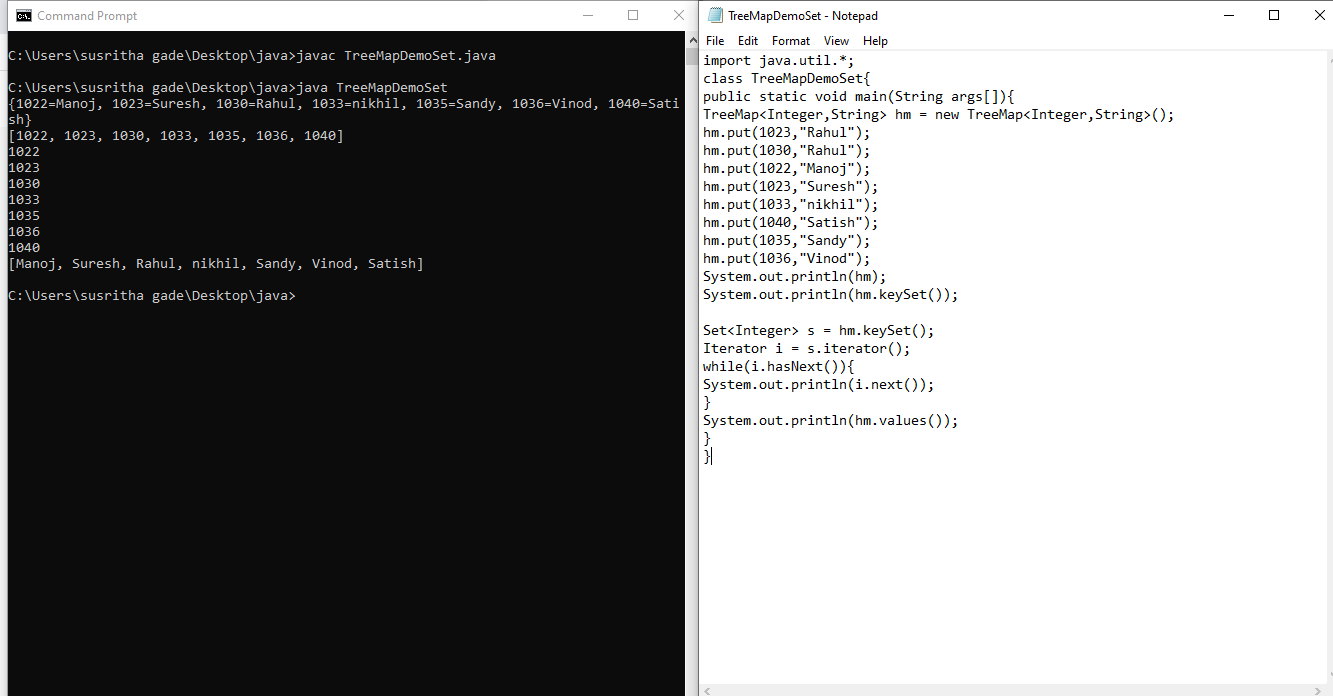 Command Prompt
C:\Users\susritha gade\Desktop\java>javac TreeMapDemoSet.java
C:\Users\susritha gade\Desktop\java>java TreeMapDemoSet
{1022=Manoj, 1023=Suresh, 1030=Rahul, 1033=nikhil, 1035=Sandy, 1036=Vinod, 1040=Sati
sh}
[1022, 1023, 1030, 1033, 1035, 1036, 1040]
1022
1023
1030
1033
1035
1036
1040
[Manoj, Suresh, Rahul, nikhil, Sandy, Vinod, Satish]
C:\Users\susritha gade\Desktop\java>
TreeMapDemoSet - Notepad
File Edit Format View Help
import java.util.*;
class TreeMapDemoSet{
public static void main(String args[]){
TreeMap<Integer,String> hm = new TreeMap<Integer,String>();
hm.put(1023,"Rahul");
hm.put(1030,"Rahul");
hm.put(1022,"Manoj");
hm.put(1023,"Suresh");
hm.put(1033,"nikhil");
hm.put(1040,"Satish");
hm.put(1035,"Sandy");
hm.put(1036,"Vinod");
System.out.println(hm);
System.out.println(hm.keySet());
Set<Integer> s = hm.keySet();
Iterator i = s.iterator();
while(i.hasNext()){
System.out.println(i.next());
}
System.out.println(hm.values());
}
}